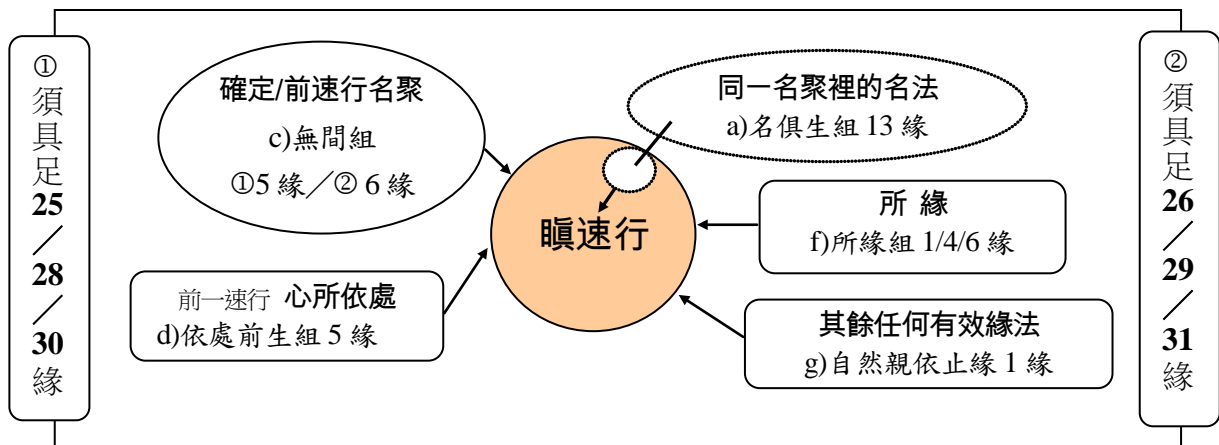 ①
須具足
25
／
28
／
30
緣
確定/前速行名聚
c)無間組
①5 緣／② 6 緣
同一名聚裡的名法
a)名俱生組 13 緣
瞋速行
所 緣
f)所緣組 1/4/6 緣
前一速行 心所依處
d)依處前生組 5 緣
其餘任何有效緣法
g)自然親依止緣 1 緣
②
須具足
26
／
29
／
31
緣